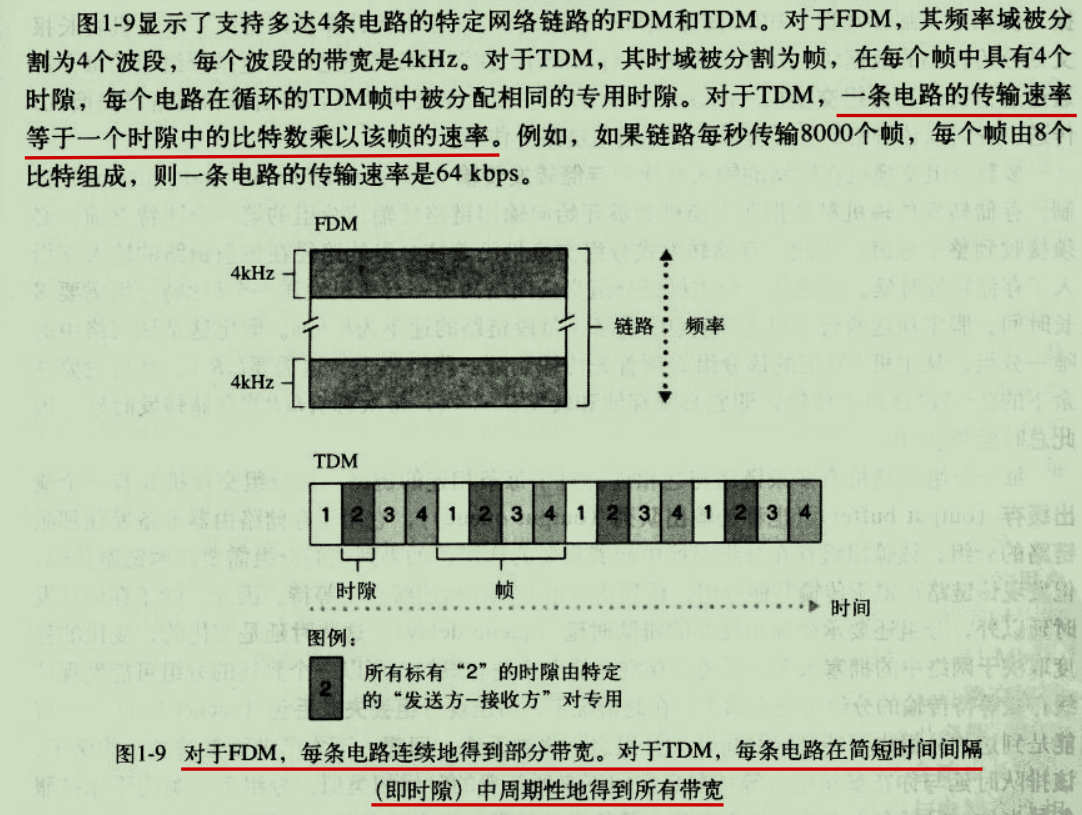 图1-9显示了支持多达4条电路的特定网络链路的FDM和TDM。对于FDM，其频率域被分
割为4个波段，每个波段的带宽是4kHz。对于TDM，其时域被分割为帧，在每个帧中具有4个
时隙，每个电路在循环的TDM帧中被分配相同的专用时隙。对于TDM，一条电路的传输速率
等于一个时隙中的比特数乘以该帧的速率。例如，如果链路每秒传输8000个帧，每个帧由8个
比特组成，则一条电路的传输速率是64 kbps。
FDM
4kHz
链路 频率
4kHz
TDM
1 2 3 4 1 2 3 4 1 2 3 4 1 2 3 4
时隙 帧
时间
图例：
2
所有标有“2”的时隙由特定
的“发送方-接收方”对专用
图1-9 对于FDM，每条电路连续地得到部分带宽。对于TDM，每条电路在简短时间间隔
（即时隙）中周期性地得到所有带宽